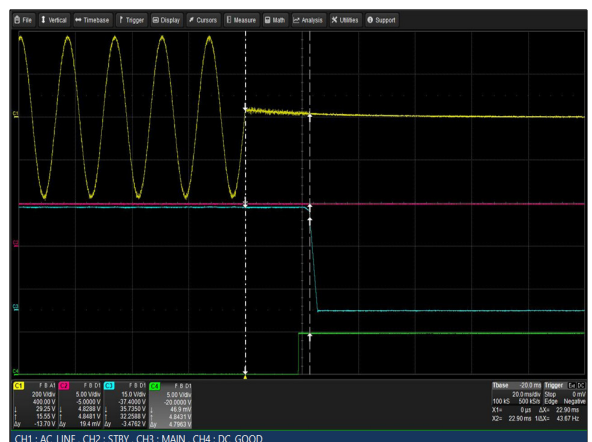 File Vertical Timebase Trigger Display Cursors Measure Math Analysis Utilities Support
C1 F B A1 C2 F B D1 C3 F B D1 C4 F B D1 Tbase -20.0 ms Trigger
200 V/div 5.00 V/div 15.0 V/div 5.00 V/div 20.0 ms/div Stop 0 mV
400.00 V -5.0000 V -37.4000 V -20.0000 V 100 kS 500 kS/s Edge Negative
↓ 29.25 V ↓ 4.8288 V ↓ 35.7350 V ↓ 46.9 mV X1= 0 µs ΔX= 22.90 ms
↑ 15.55 V ↑ 4.8481 V ↑ 32.2588 V ↑ 4.8431 V X2= 22.90 ms 1/ΔX= 43.67 Hz
Δy -13.70 V Δy 19.4 mV Δy -3.4762 V Δy 4.7963 V
CH1 : AC LINE , CH2 : STBY , CH3 : MAIN , CH4 : DC GOOD